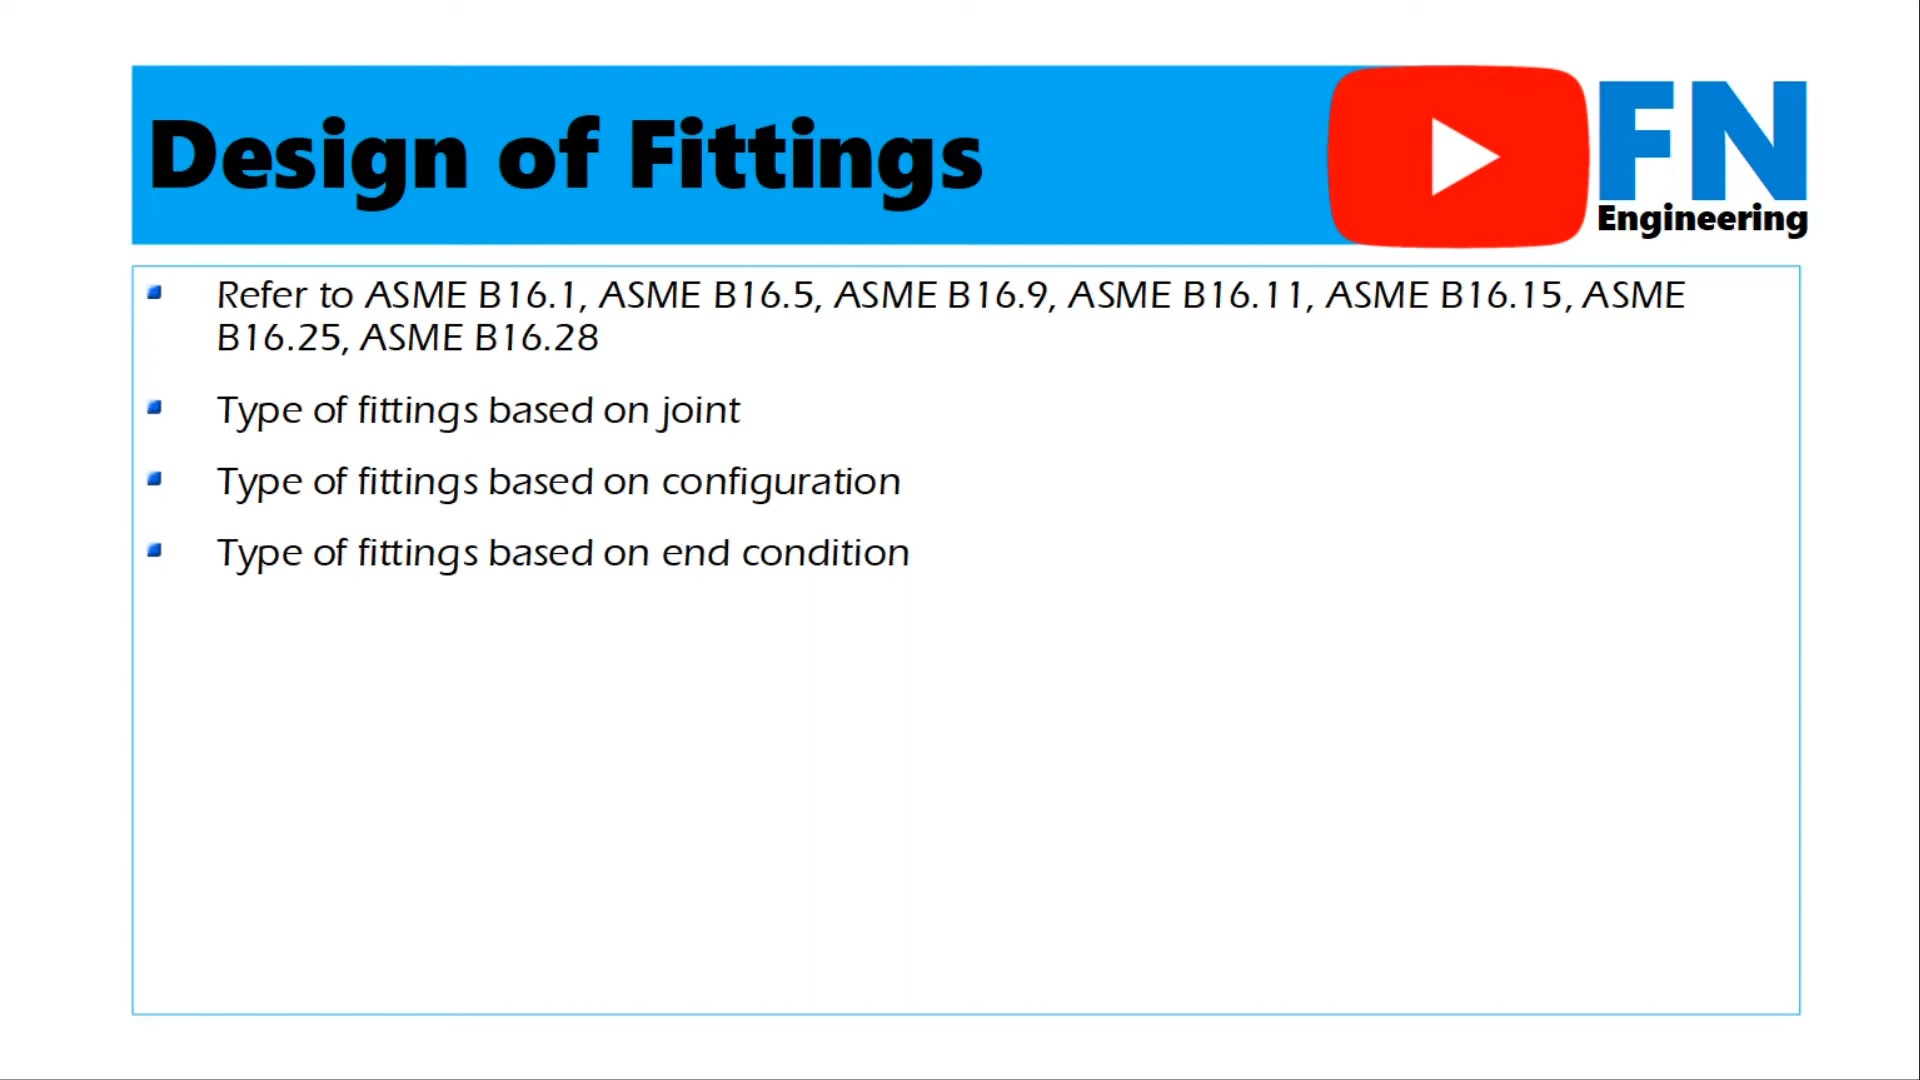 Design of Fittings
FN
Engineering
Refer to ASME B16.1, ASME B16.5, ASME B16.9, ASME B16.11, ASME B16.15, ASME
B16.25, ASME B16.28
Type of fittings based on joint
Type of fittings based on configuration
Type of fittings based on end condition